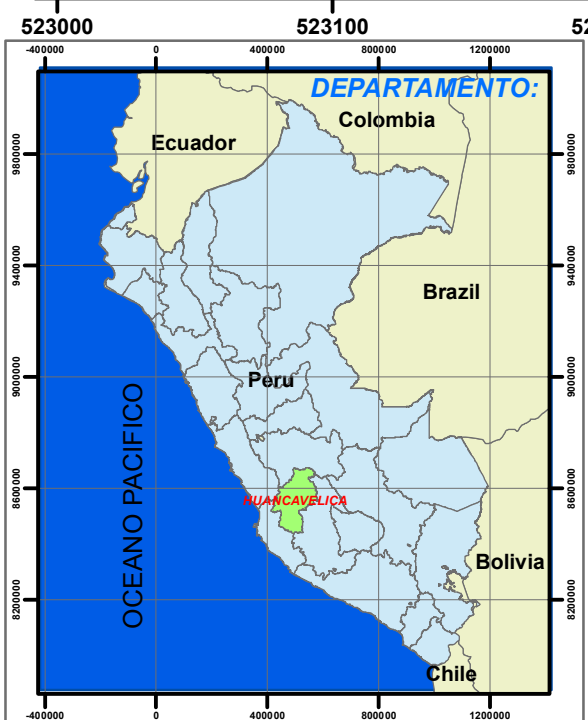 523000 523100 52
-400000 0 400000 800000 1200000
DEPARTAMENTO:
Colombia
Ecuador
9800000 9800000
9400000 9400000
Brazil
9000000 9000000
Peru
OCEANO PACIFICO
8600000 8600000
HUANCAVELICA
Bolivia
8200000 8200000
Chile
-400000 0 400000 800000 1200000